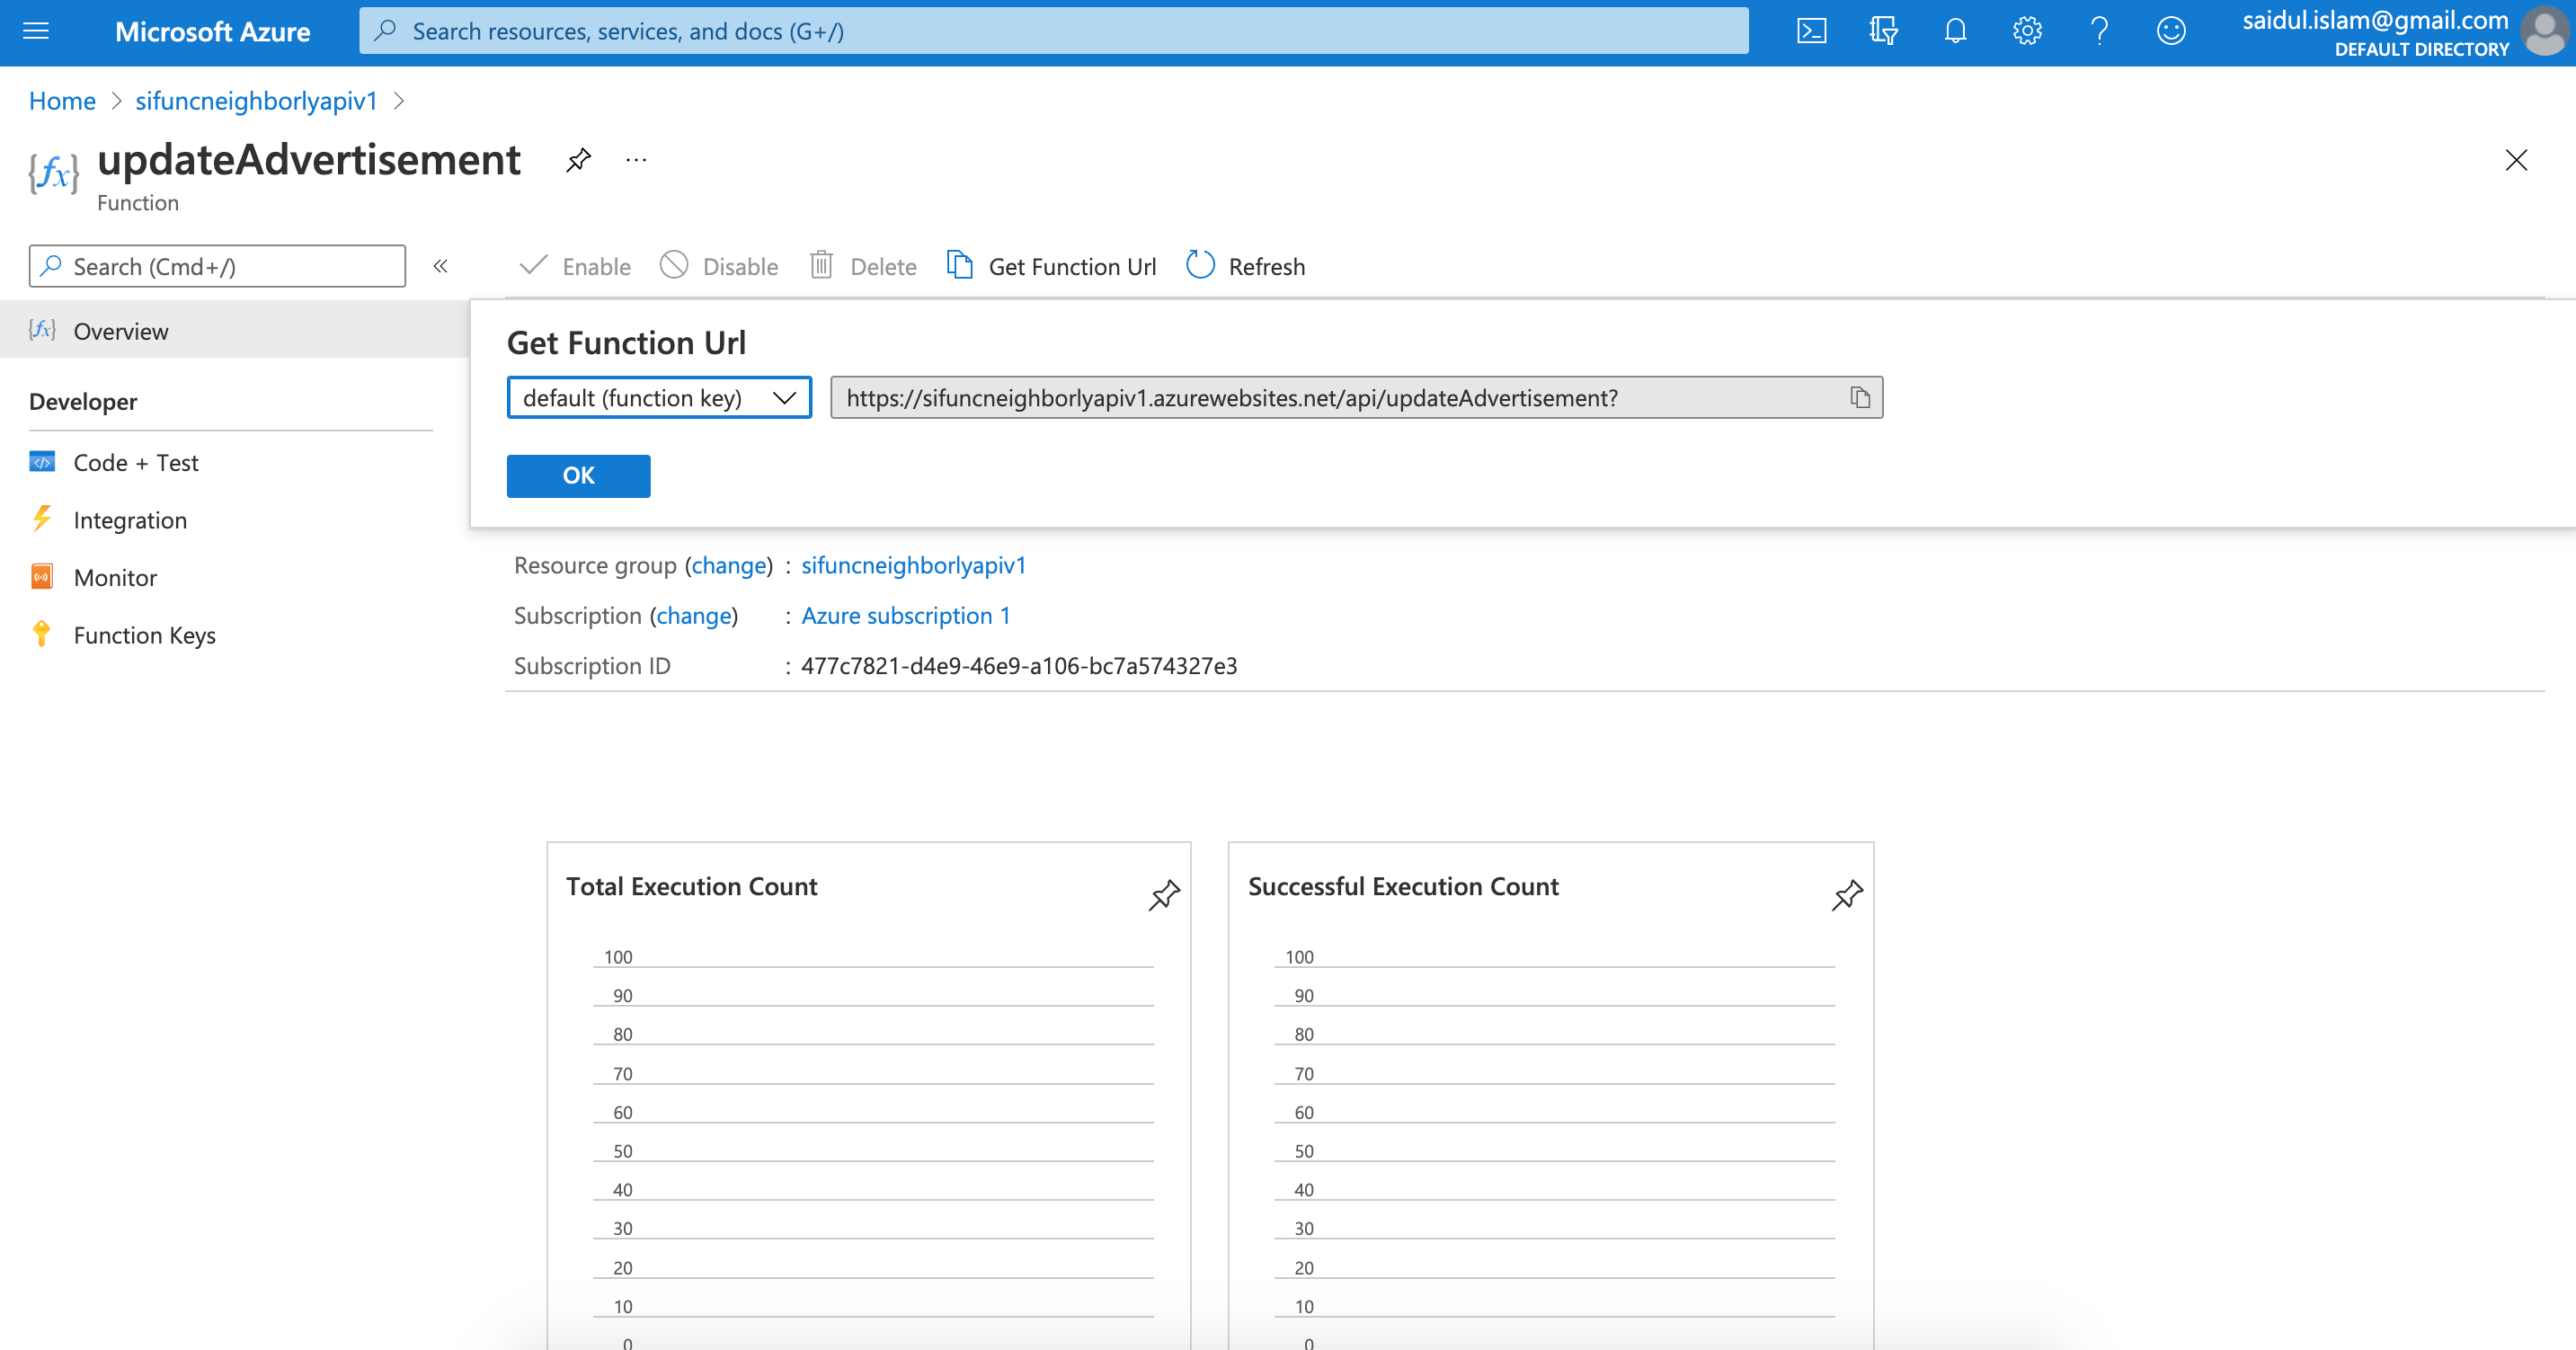 Microsoft Azure
Search resources, services, and docs (G+/)
saidul.islam@gmail.com
DEFAULT DIRECTORY
Home > sifuncneighborlyapiv1 >
{fx}
updateAdvertisement ...
Function
Search (Cmd+/)
«
Enable Disable Delete Get Function Url Refresh
{fx} Overview
Developer
Code + Test
Integration
Monitor
Function Keys
Get Function Url
default (function key) https://sifuncneighborlyapiv1.azurewebsites.net/api/updateAdvertisement?
OK
Resource group (change) : sifuncneighborlyapiv1
Subscription (change) : Azure subscription 1
Subscription ID : 477c7821-d4e9-46e9-a106-bc7a574327e3
Total Execution Count
100
90
80
70
60
50
40
30
20
10
0
Successful Execution Count
100
90
80
70
60
50
40
30
20
10
0